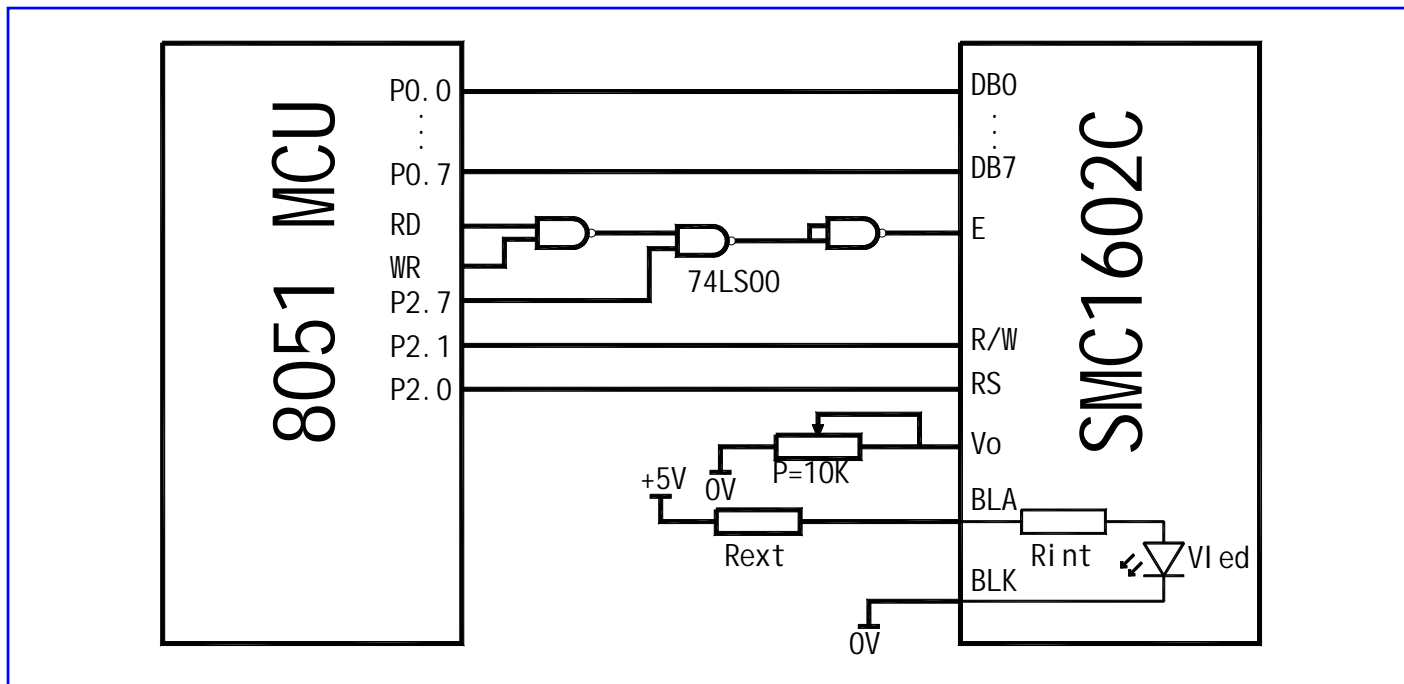 8051 MCU
P0.0
P0.7
RD
WR
P2.7
P2.1
P2.0
74LS00
P=10K
0V
+5V
Rext
0V
SMC1602C
DB0
DB7
E
R/W
RS
Vo
BLA
BLK
Rint
Vled